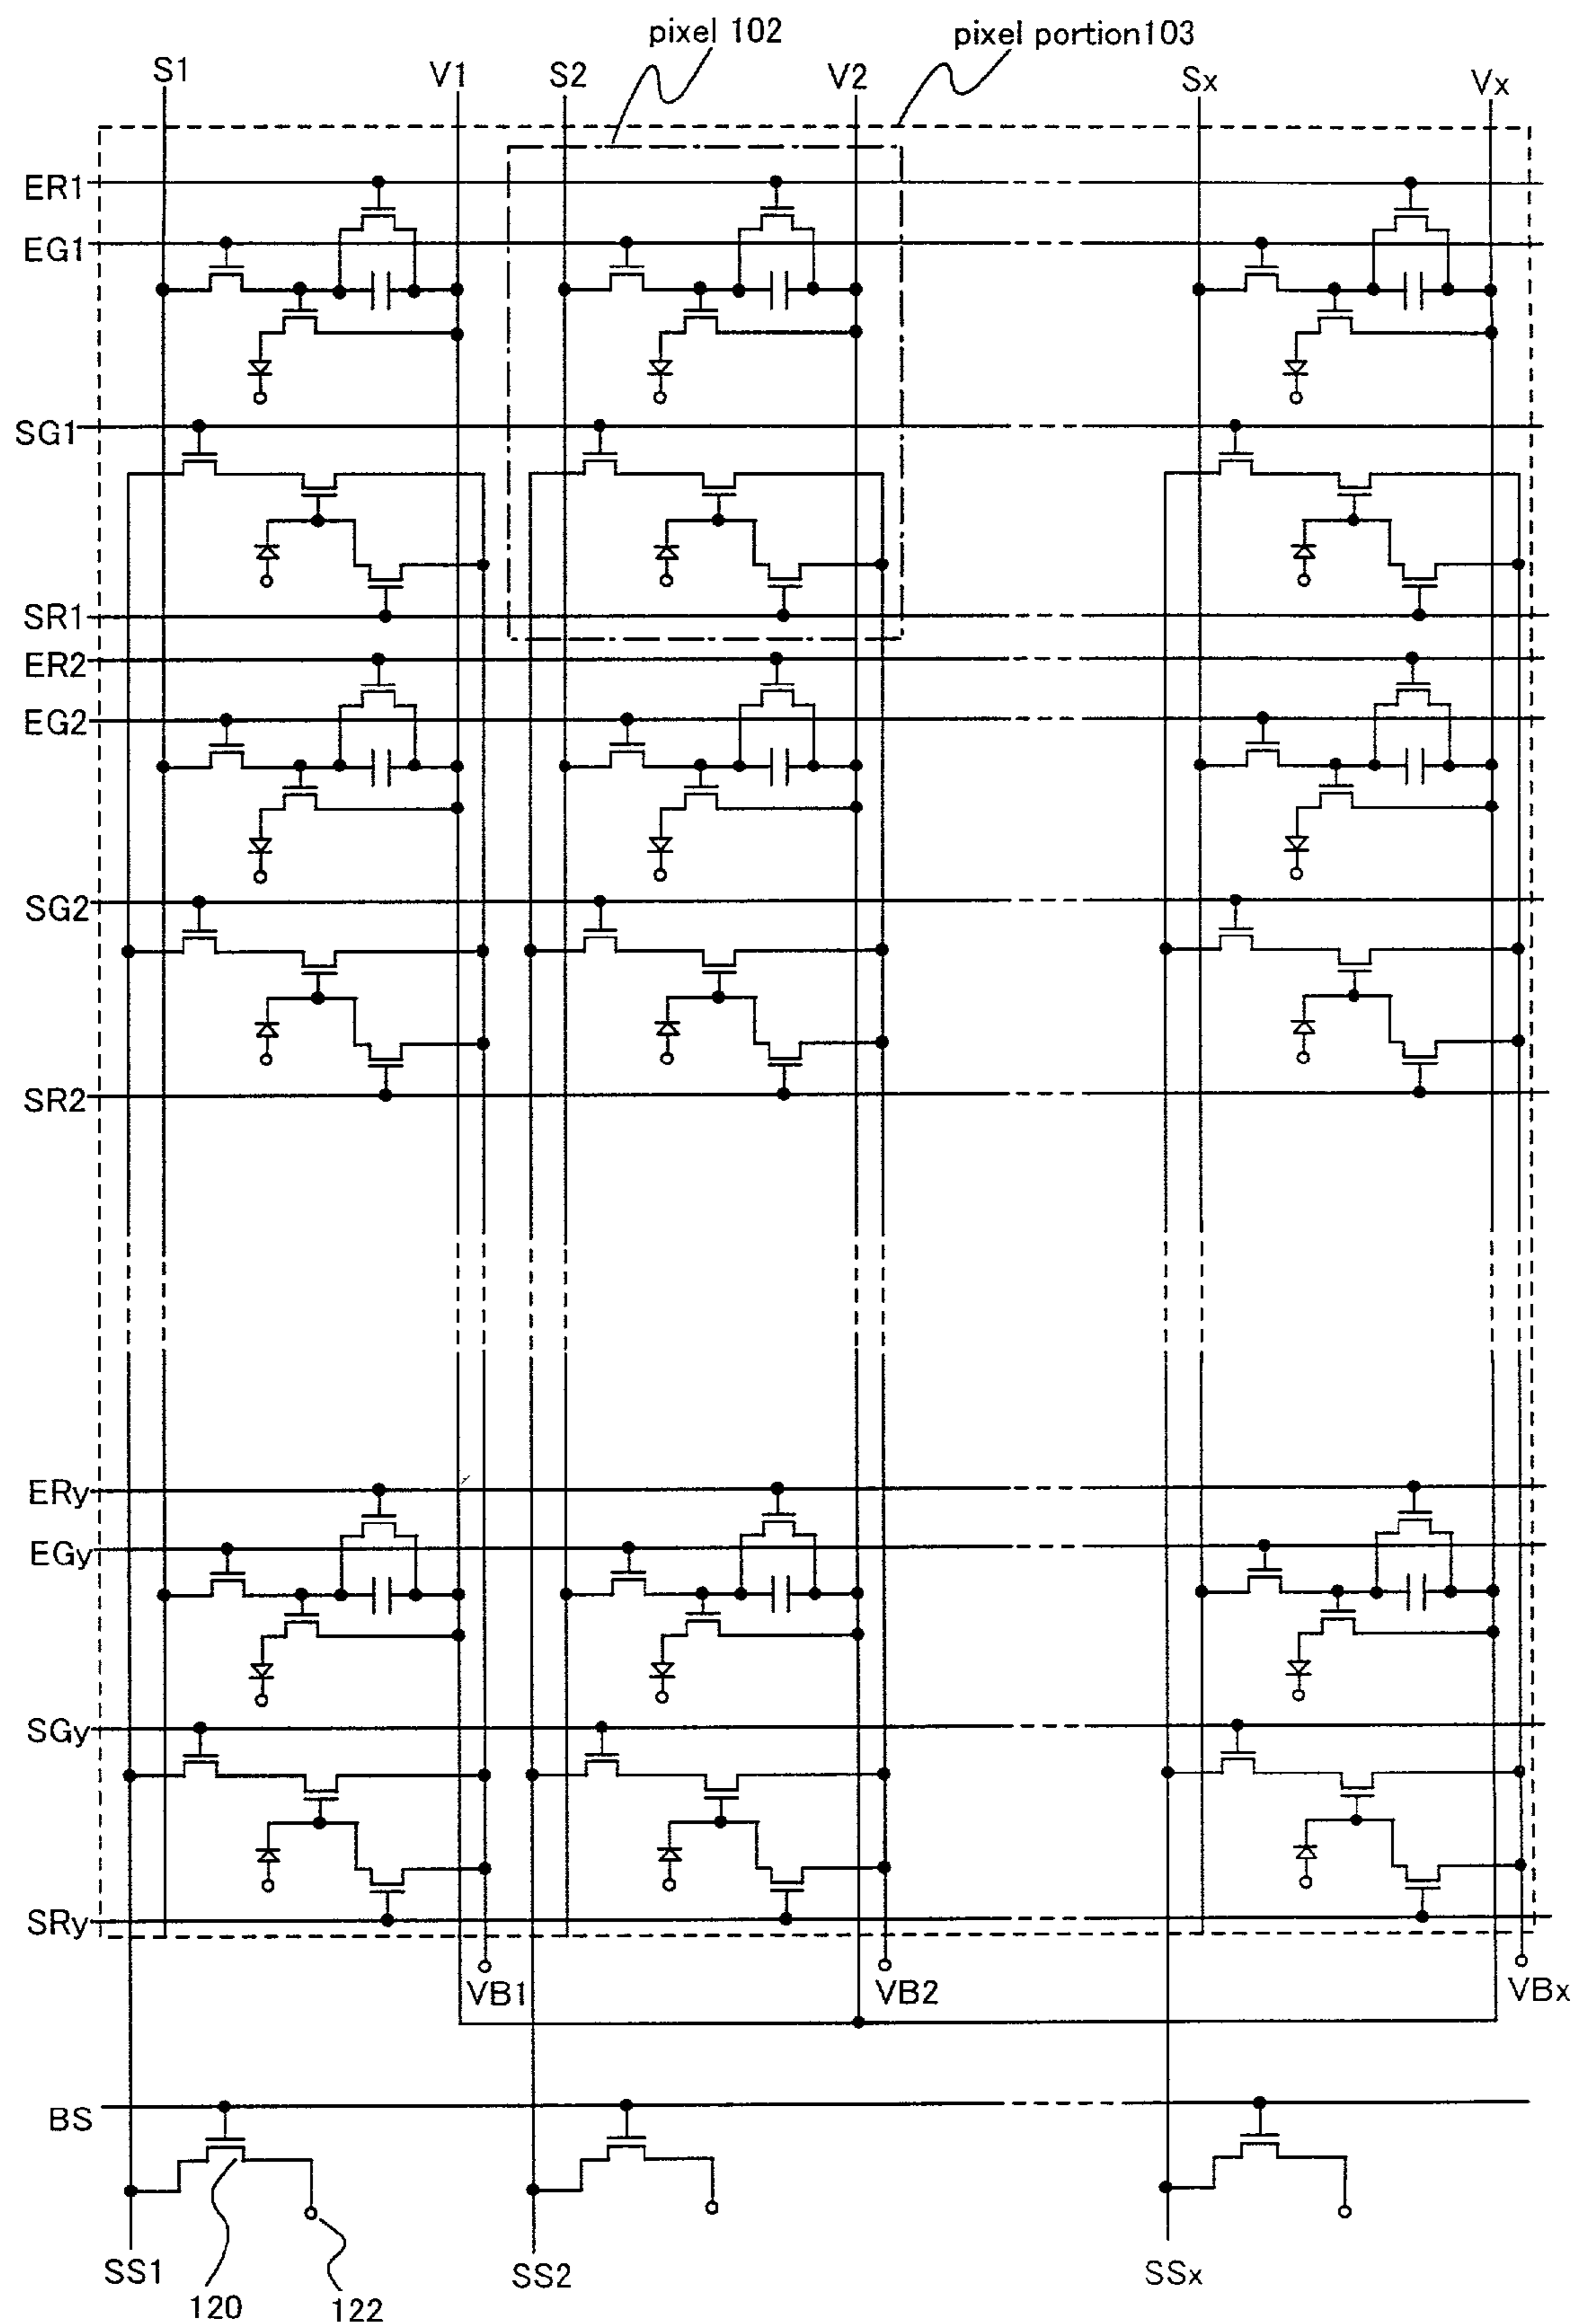 pixel 102
pixel portion103
S1
V1
S2
V2
Sx
Vx
ER1
EG1
SG1
SR1
ER2
EG2
SG2
SR2
ERy
EGy
SGy
SRy
VB1
VB2
VBx
BS
SS1
SS2
SSx
120
122